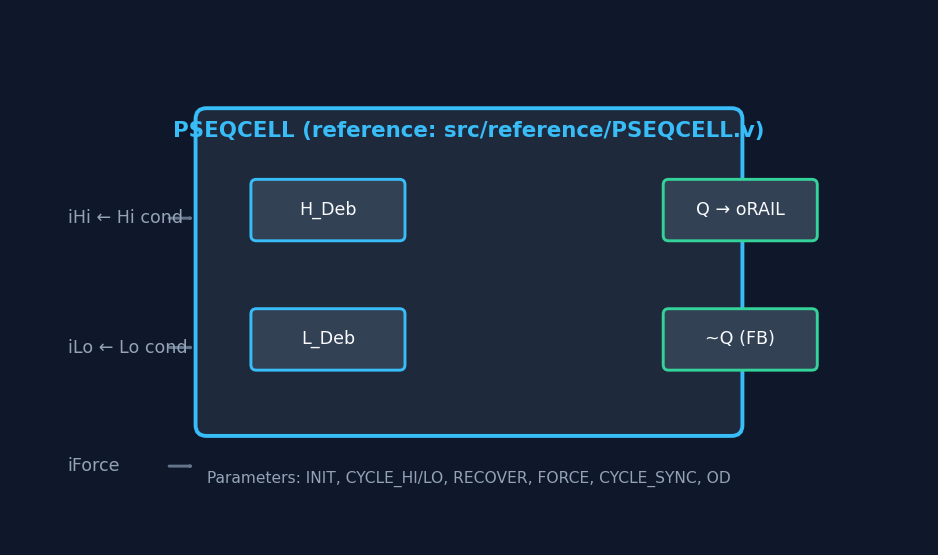 PSEQCELL (reference: src/reference/PSEQCELL.v)
H_Deb
Q → oRAIL
iHi ← Hi cond
L_Deb
~Q (FB)
iLo ← Lo cond
iForce
Parameters: INIT, CYCLE_HI/LO, RECOVER, FORCE, CYCLE_SYNC, OD